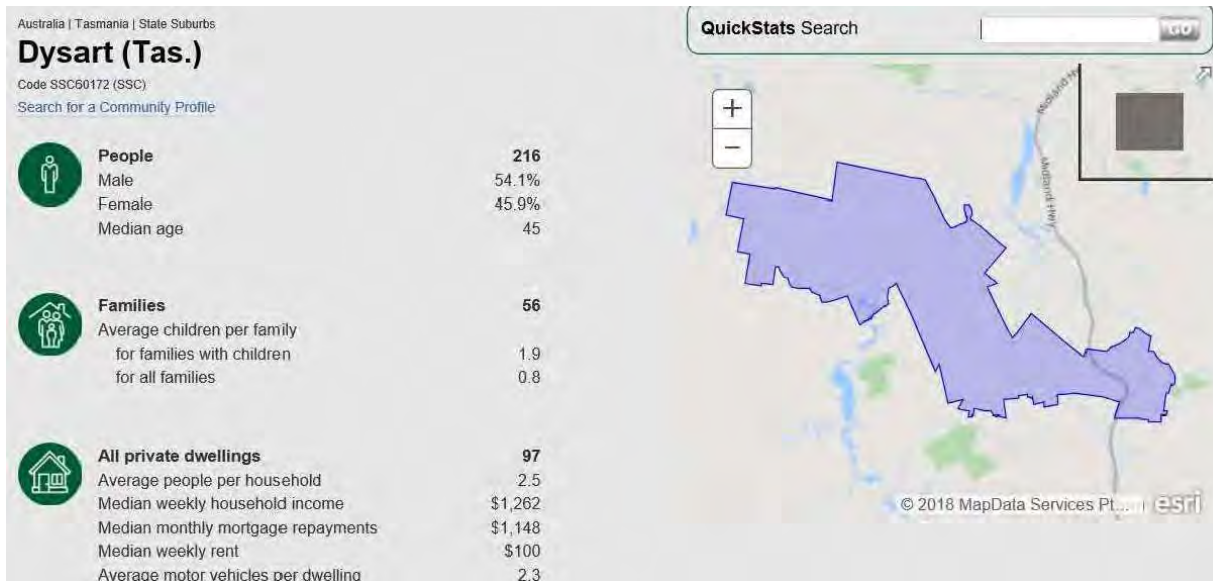 Australia | Tasmania | State Suburbs
Dysart (Tas.)
Code SSC60172 (SSC)
Search for a Community Profile
People 216
Male 54.1%
Female 45.9%
Median age 45
Families 56
Average children per family
for families with children 1.9
for all families 0.8
All private dwellings 97
Average people per household 2.5
Median weekly household income $1,262
Median monthly mortgage repayments $1,148
Median weekly rent $100
Average motor vehicles per dwelling 2.3
QuickStats Search GO
+
−
Midland Hwy
Midland Hwy
© 2018 MapData Services Pt... esri